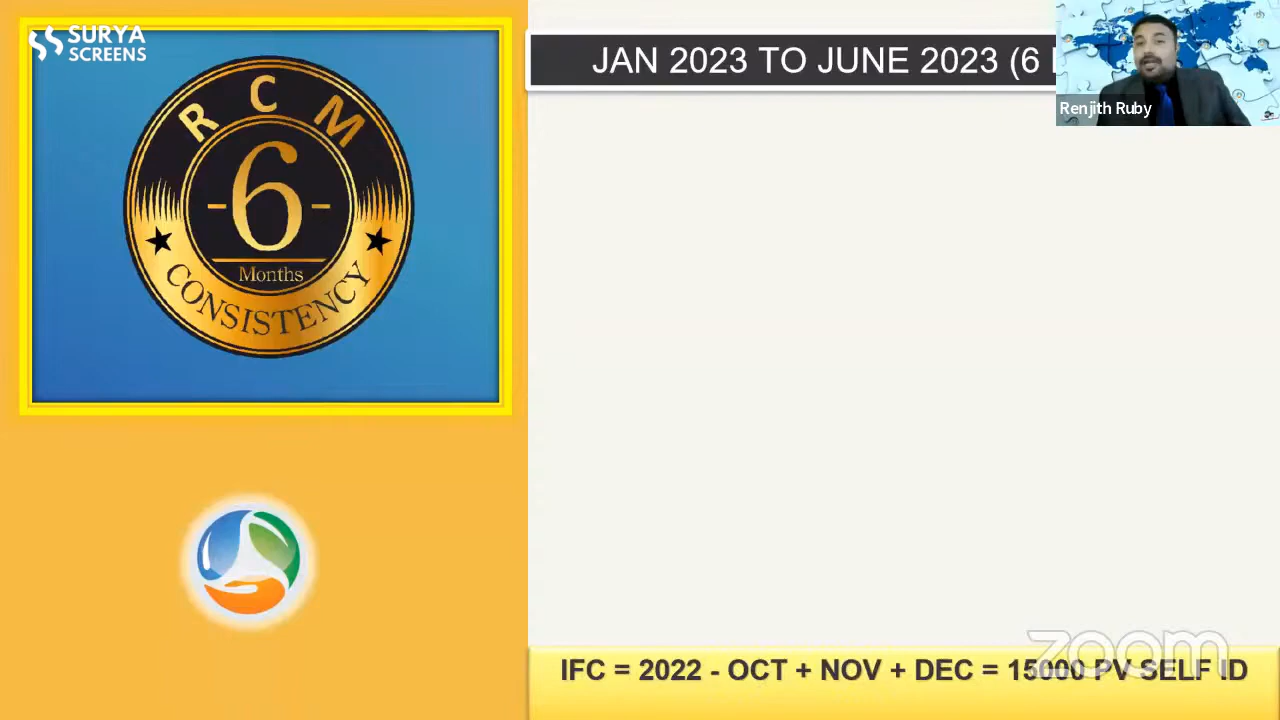 SURYA
SCREENS
R C M
-6-
Months
CONSISTENCY
JAN 2023 TO JUNE 2023 (6
Renjith Ruby
zoom
IFC = 2022 - OCT + NOV + DEC = 15000 PV SELF ID